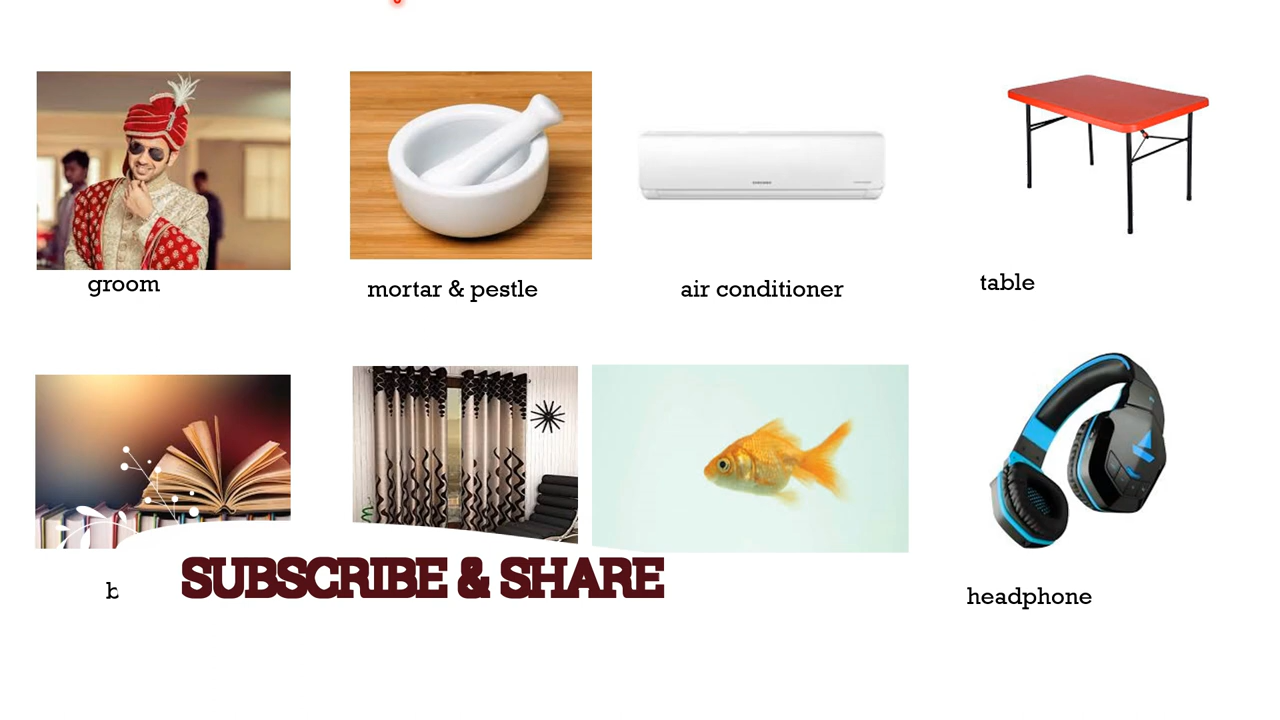 groom
mortar & pestle
air conditioner
table
b
SUBSCRIBE & SHARE
headphone